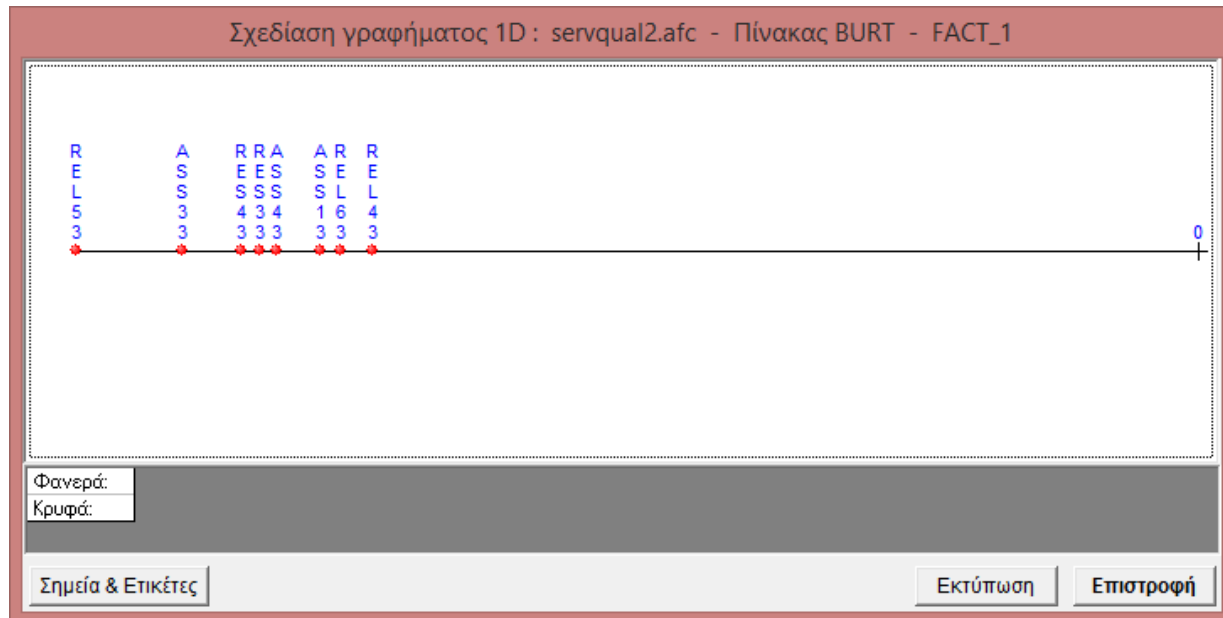 Σχεδίαση γραφήματος 1D : servqual2.afc - Πίνακας BURT - FACT_1
REL53
ASS33
RES43
RES33
ASS43
ASS13
REL63
REL43
0
Φανερά:
Κρυφά:
Σημεία & Ετικέτες
Εκτύπωση
Επιστροφή